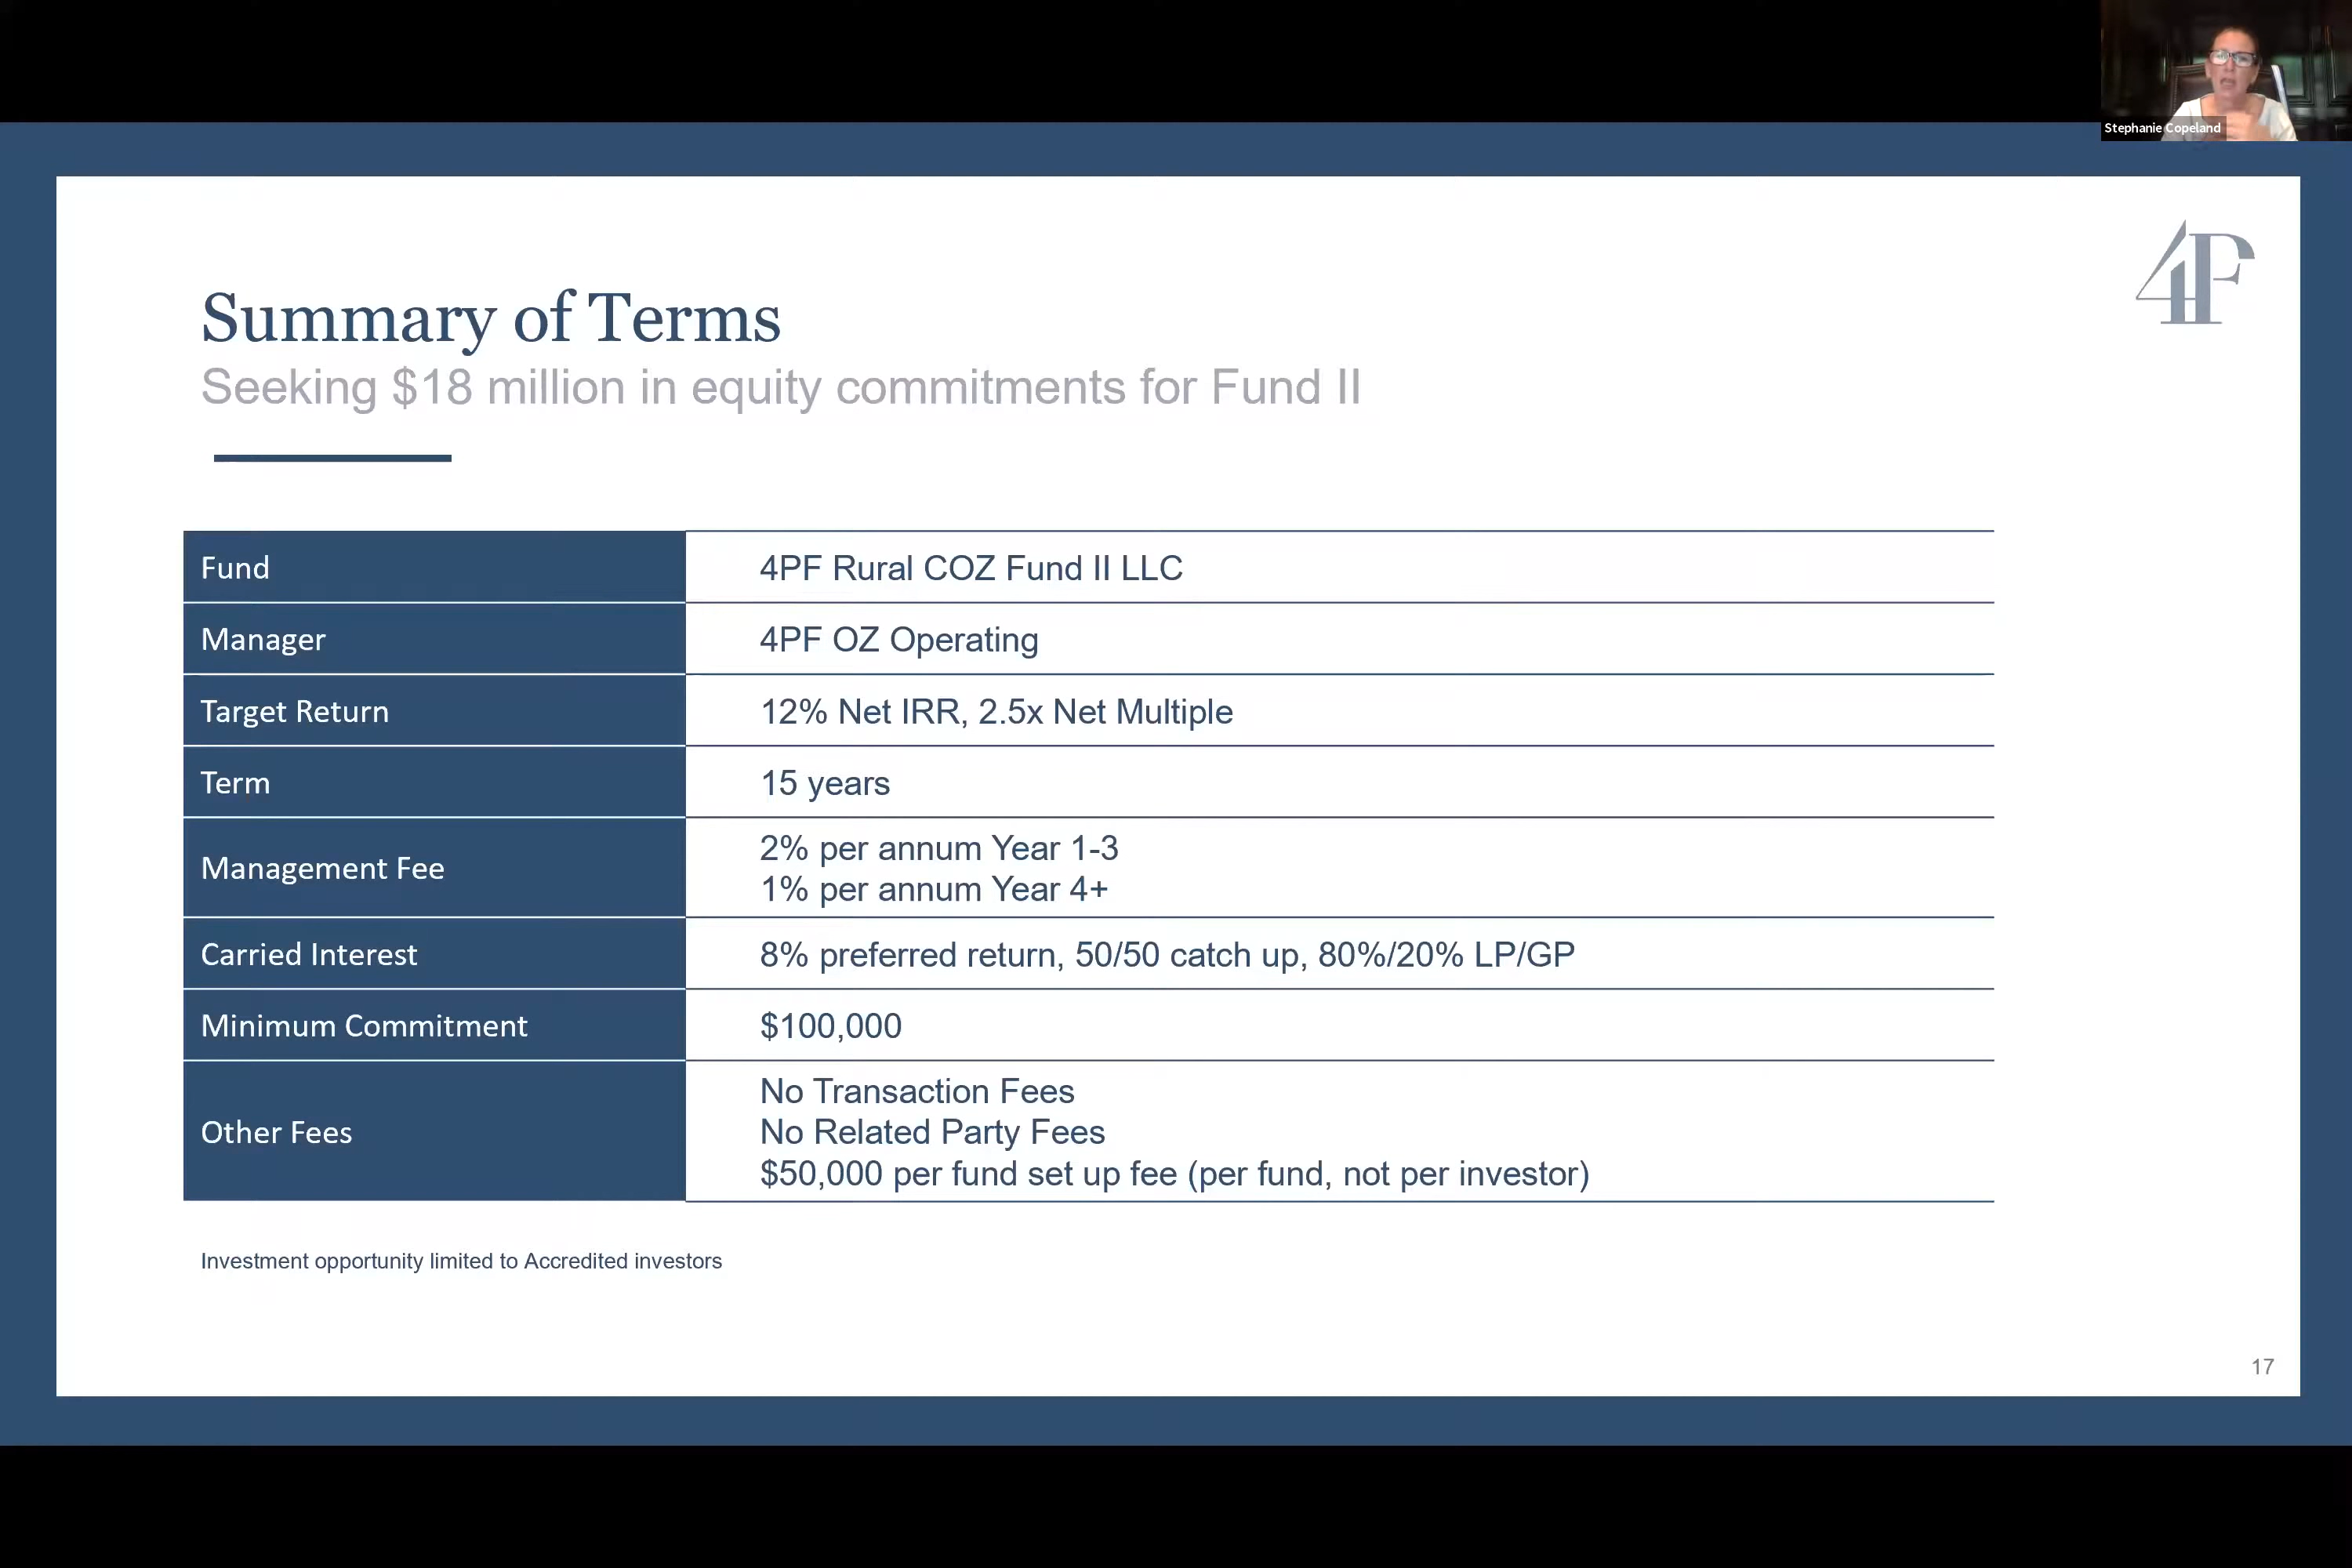 Stephanie Copeland
4P
Summary of Terms
Seeking $18 million in equity commitments for Fund II
Fund
4PF Rural COZ Fund II LLC
Manager
4PF OZ Operating
Target Return
12% Net IRR, 2.5x Net Multiple
Term
15 years
Management Fee
2% per annum Year 1-3
1% per annum Year 4+
Carried Interest
8% preferred return, 50/50 catch up, 80%/20% LP/GP
Minimum Commitment
$100,000
Other Fees
No Transaction Fees
No Related Party Fees
$50,000 per fund set up fee (per fund, not per investor)
Investment opportunity limited to Accredited investors
17